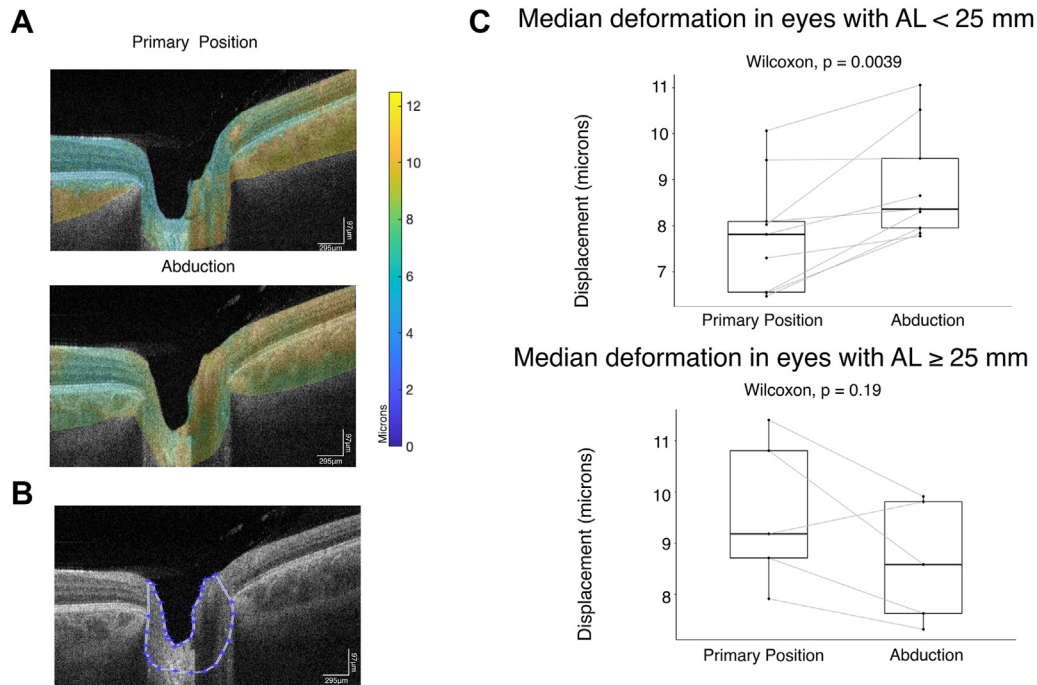 A
Primary Position
97µm
295µm
Abduction
97µm
295µm
12
10
8
6
4
2
0
Microns
B
97µm
295µm
C
Median deformation in eyes with AL < 25 mm
Wilcoxon, p = 0.0039
Displacement (microns)
11
10
9
8
7
Primary Position
Abduction
Median deformation in eyes with AL ≥ 25 mm
Wilcoxon, p = 0.19
Displacement (microns)
11
10
9
8
Primary Position
Abduction